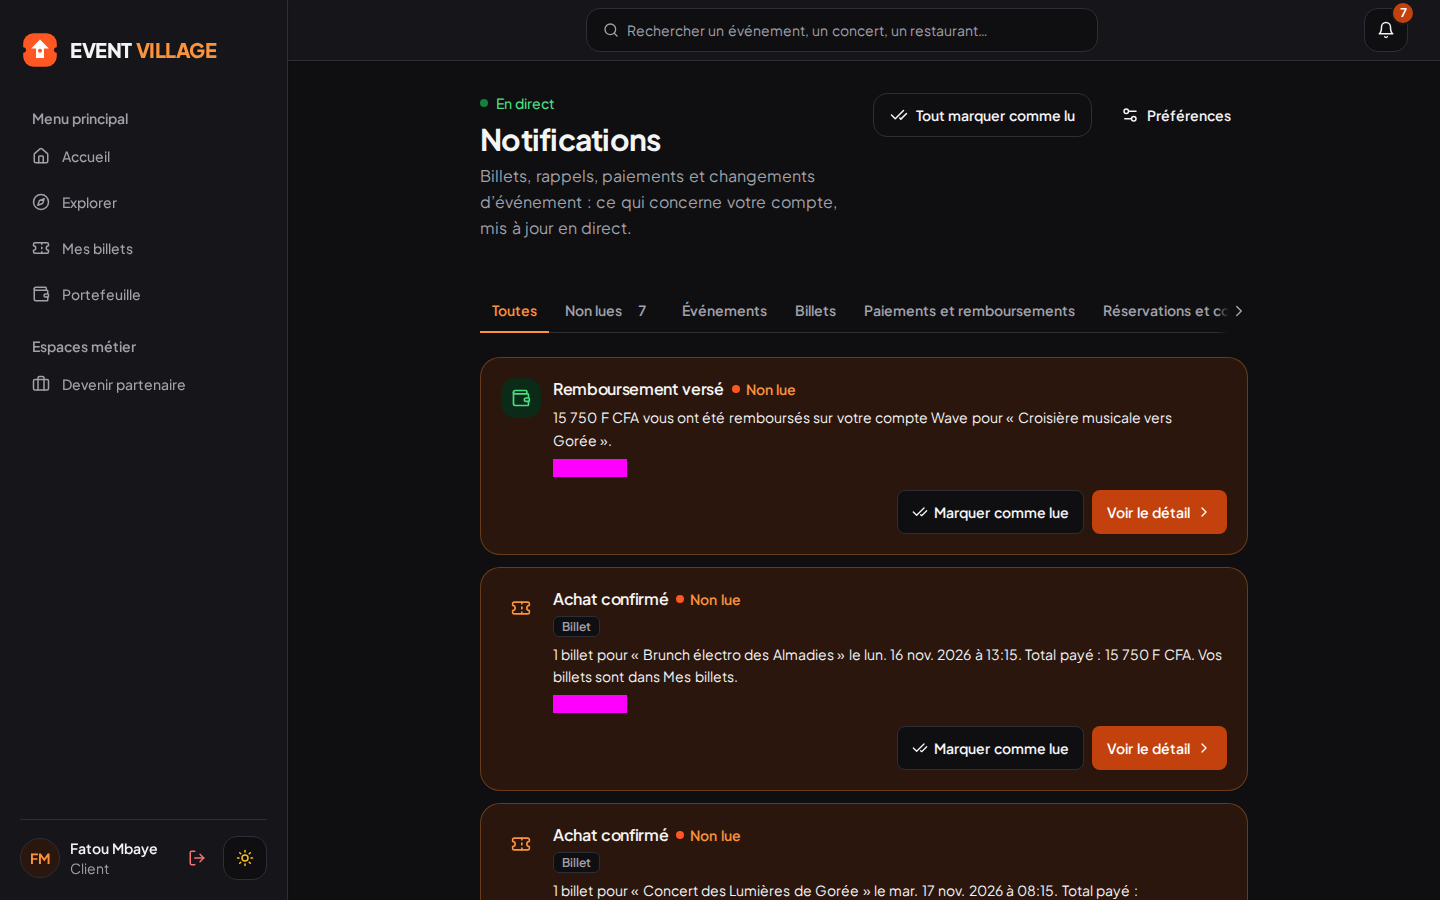 EVENT VILLAGE
Menu principal
Accueil
Explorer
Mes billets
Portefeuille
Espaces métier
Devenir partenaire
FM
Fatou Mbaye
Client
Rechercher un événement, un concert, un restaurant…
7
En direct
Notifications
Billets, rappels, paiements et changements
d’événement : ce qui concerne votre compte,
mis à jour en direct.
Tout marquer comme lu
Préférences
Toutes
Non lues 7
Événements
Billets
Paiements et remboursements
Réservations et
Remboursement versé
Non lue
15 750 F CFA vous ont été remboursés sur votre compte Wave pour « Croisière musicale vers
Gorée ».
Marquer comme lue
Voir le détail
Achat confirmé
Non lue
Billet
1 billet pour « Brunch électro des Almadies » le lun. 16 nov. 2026 à 13:15. Total payé : 15 750 F CFA. Vos
billets sont dans Mes billets.
Marquer comme lue
Voir le détail
Achat confirmé
Non lue
Billet
1 billet pour « Concert des Lumières de Gorée » le mar. 17 nov. 2026 à 08:15. Total payé :